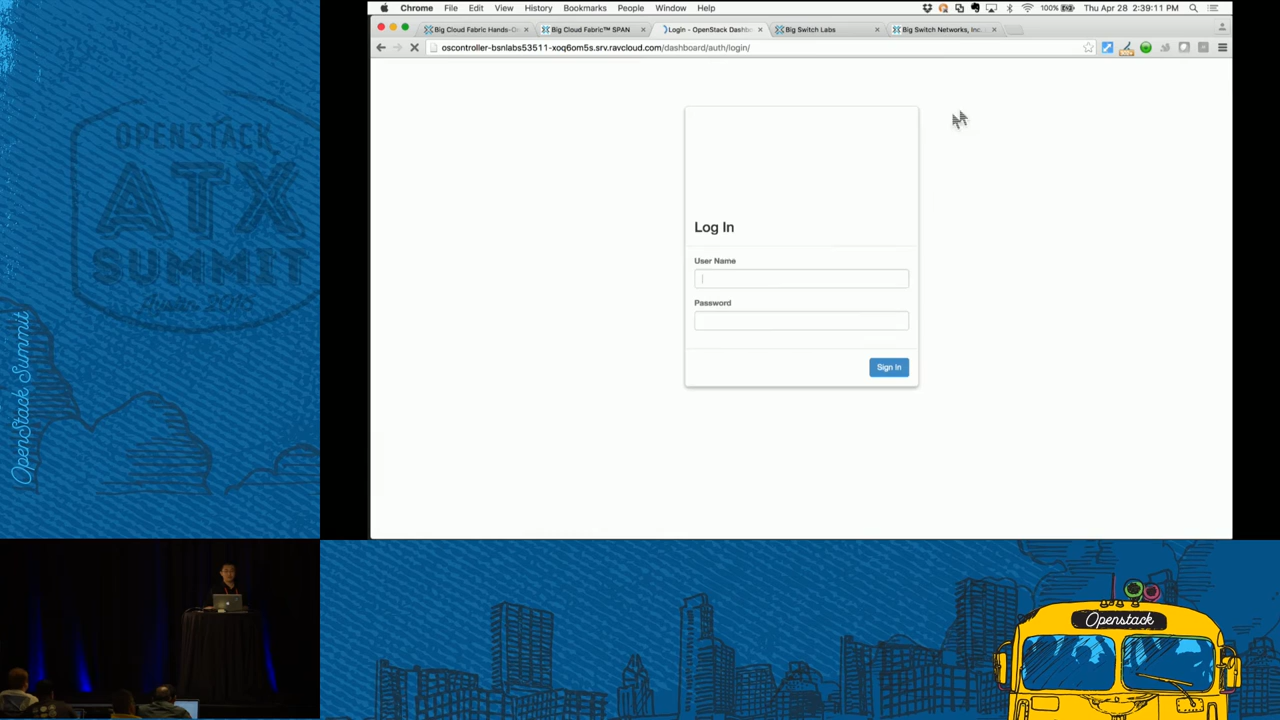 Chrome File Edit View History Bookmarks People Window Help 100% Thu Apr 28 2:39:11 PM
Big Cloud Fabric Hands-O
Big Cloud Fabric™ SPAN
Login - OpenStack Dashbo
Big Switch Labs
Big Switch Networks, Inc.
oscontroller-bsnlabs53511-xoq6om5s.srv.ravcloud.com/dashboard/auth/login/
Log In
User Name
Password
Sign In
OPENSTACK
ATX
SUMMIT
Austin 2016
OpenStack Summit
Openstack